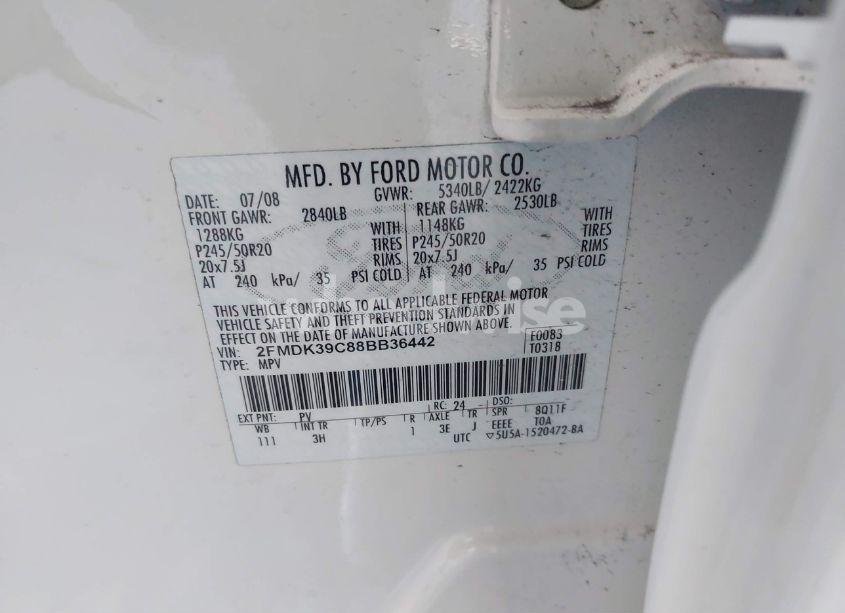 MFD. BY FORD MOTOR CO.
DATE: 07/08 GVWR: 5340LB/ 2422KG
FRONT GAWR: 2840LB REAR GAWR: 2530LB
1288KG WITH 1148KG WITH
P245/50R20 TIRES P245/50R20 TIRES
20x7.5J RIMS 20x7.5J RIMS
AT 240 kPa/ 35 PSI COLD AT 240 kPa/ 35 PSI COLD
THIS VEHICLE CONFORMS TO ALL APPLICABLE FEDERAL MOTOR
VEHICLE SAFETY AND THEFT PREVENTION STANDARDS IN
EFFECT ON THE DATE OF MANUFACTURE SHOWN ABOVE.
VIN: 2FMDK39C88BB36442 F0083
TYPE: MPV T0318
RC: 24 DSO:
EXT PNT: PV 8Q11F
WB INT TR TP/PS R AXLE TR SPR T0A
111 3H 1 3E J EEEE
UTC ▽5U5A-1520472-BA